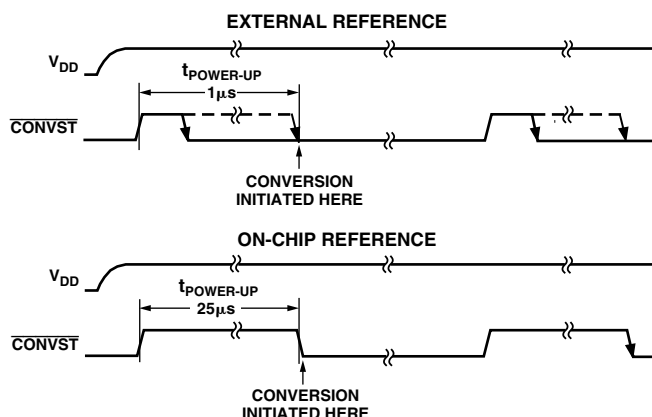 EXTERNAL REFERENCE
VDD
tPOWER-UP
1µs
CONVST
CONVERSION
INITIATED HERE
ON-CHIP REFERENCE
VDD
tPOWER-UP
25µs
CONVST
CONVERSION
INITIATED HERE